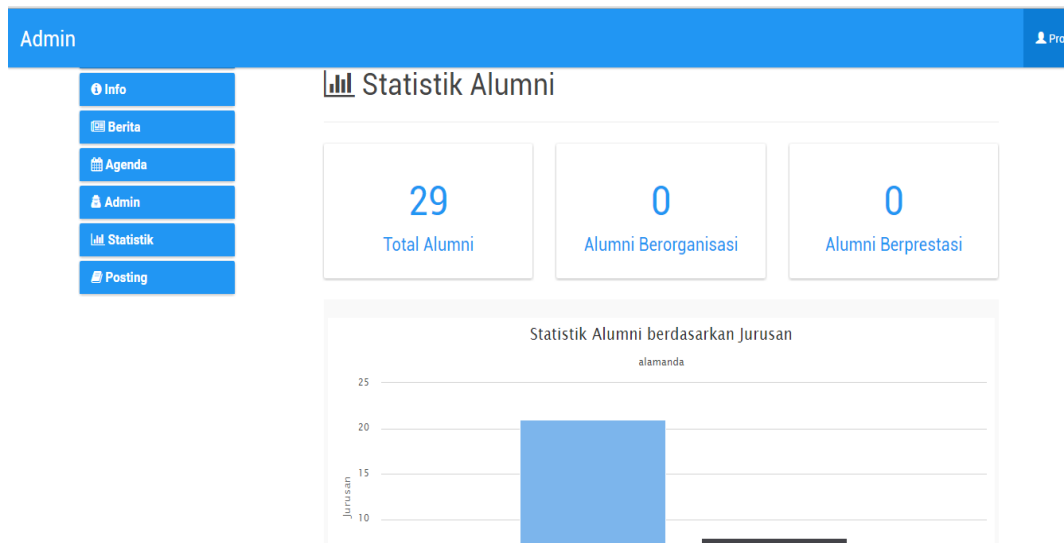 Admin
Pro
Info
Berita
Agenda
Admin
Statistik
Posting
Statistik Alumni
29
Total Alumni
0
Alumni Berorganisasi
0
Alumni Berprestasi
Statistik Alumni berdasarkan Jurusan
alamanda
25
20
15
10
Jurusan